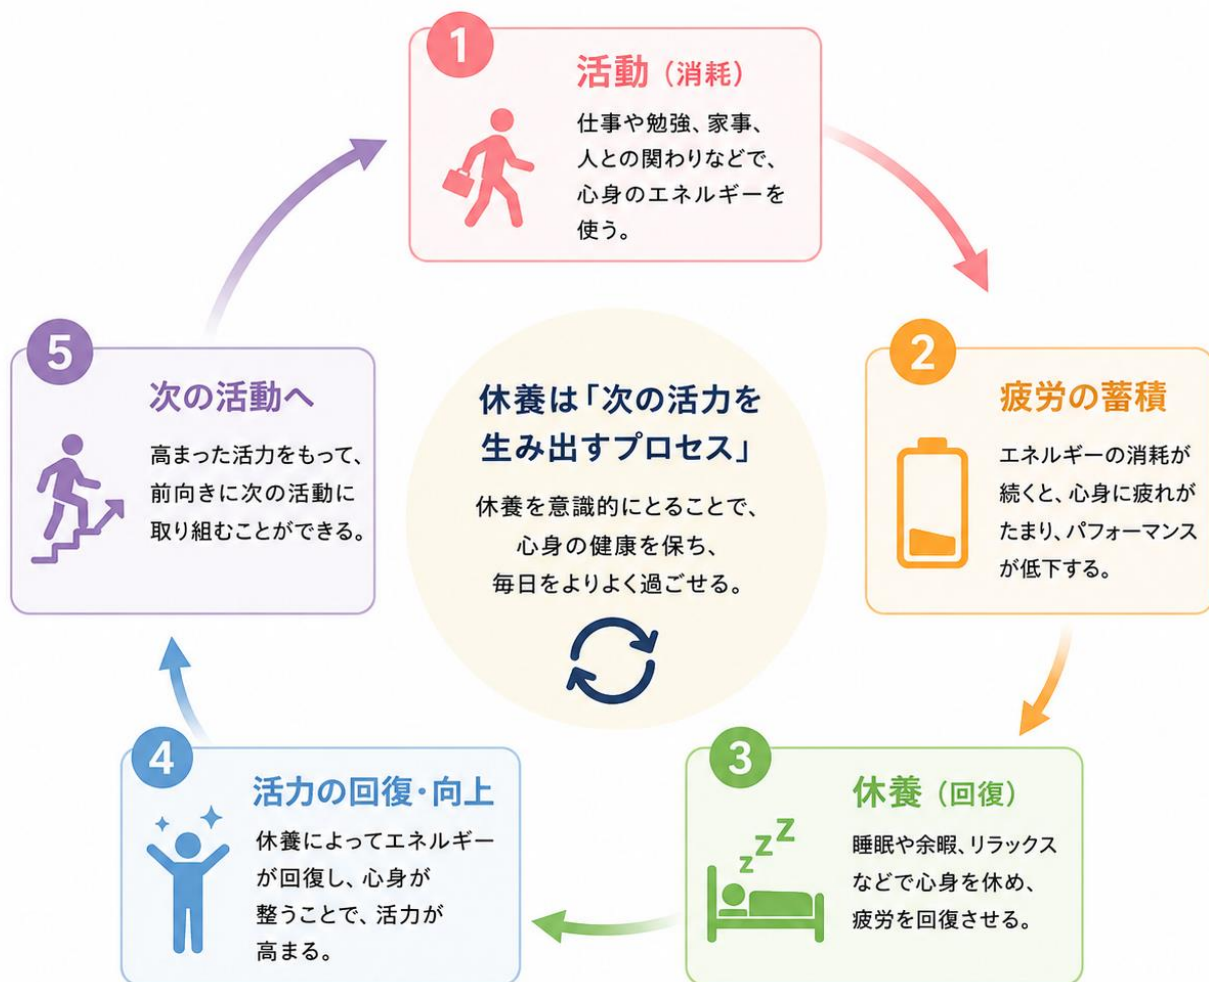 1
活動（消耗）
仕事や勉強、家事、
人との関わりなどで、
心身のエネルギーを
使う。
2
疲労の蓄積
エネルギーの消耗が
続くと、心身に疲れが
たまり、パフォーマンス
が低下する。
3
休養（回復）
睡眠や余暇、リラックス
などで心身を休め、
疲労を回復させる。
zzZ
4
活力の回復・向上
休養によってエネルギー
が回復し、心身が
整うことで、活力が
高まる。
5
次の活動へ
高まった活力をもって、
前向きに次の活動に
取り組むことができる。
休養は「次の活力を
生み出すプロセス」
休養を意識的にとることで、
心身の健康を保ち、
毎日をよりよく過ごせる。